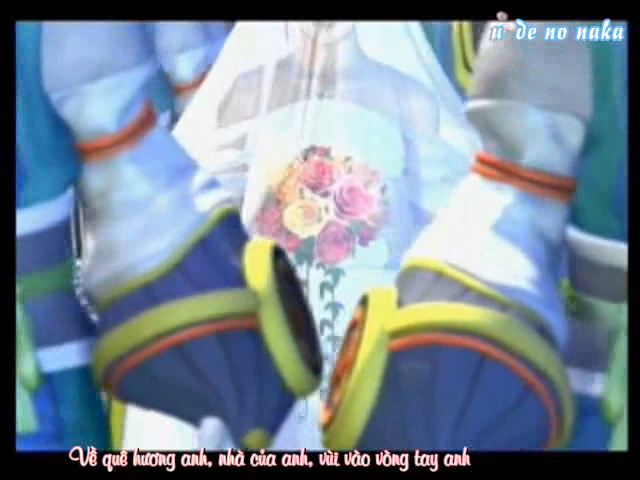 u de no naka
Về quê hương anh, nhà của anh, vùi vào vòng tay anh